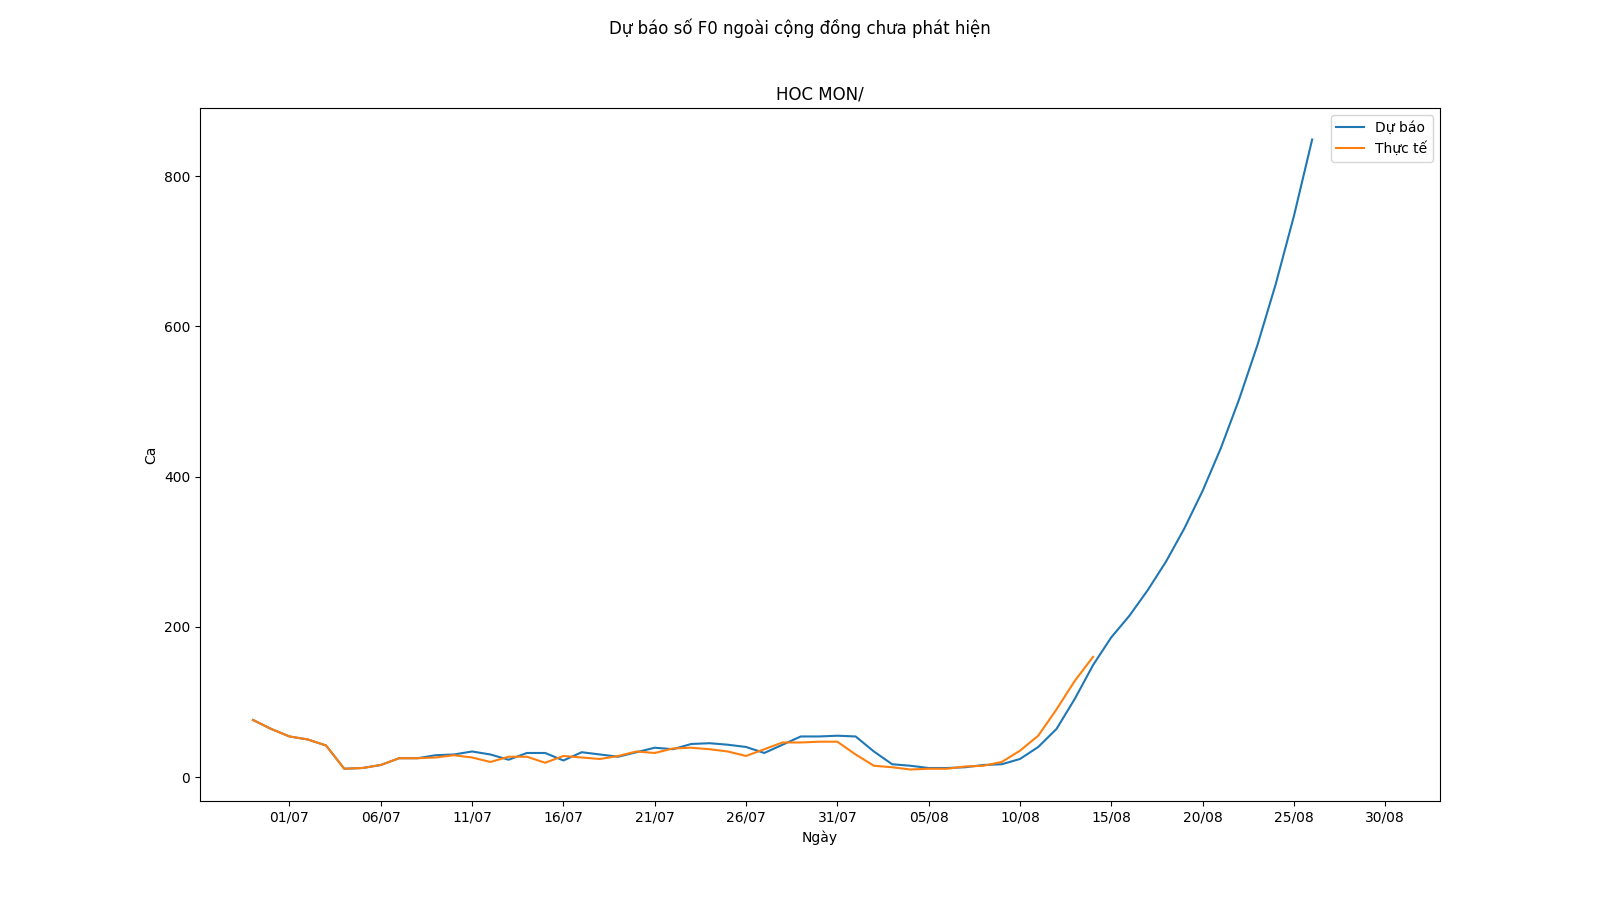 Dự báo số F0 ngoài cộng đồng chưa phát hiện
HOC MON/
Dự báo
Thực tế
800
600
400
200
0
Ca
01/07 06/07 11/07 16/07 21/07 26/07 31/07 05/08 10/08 15/08 20/08 25/08 30/08
Ngày